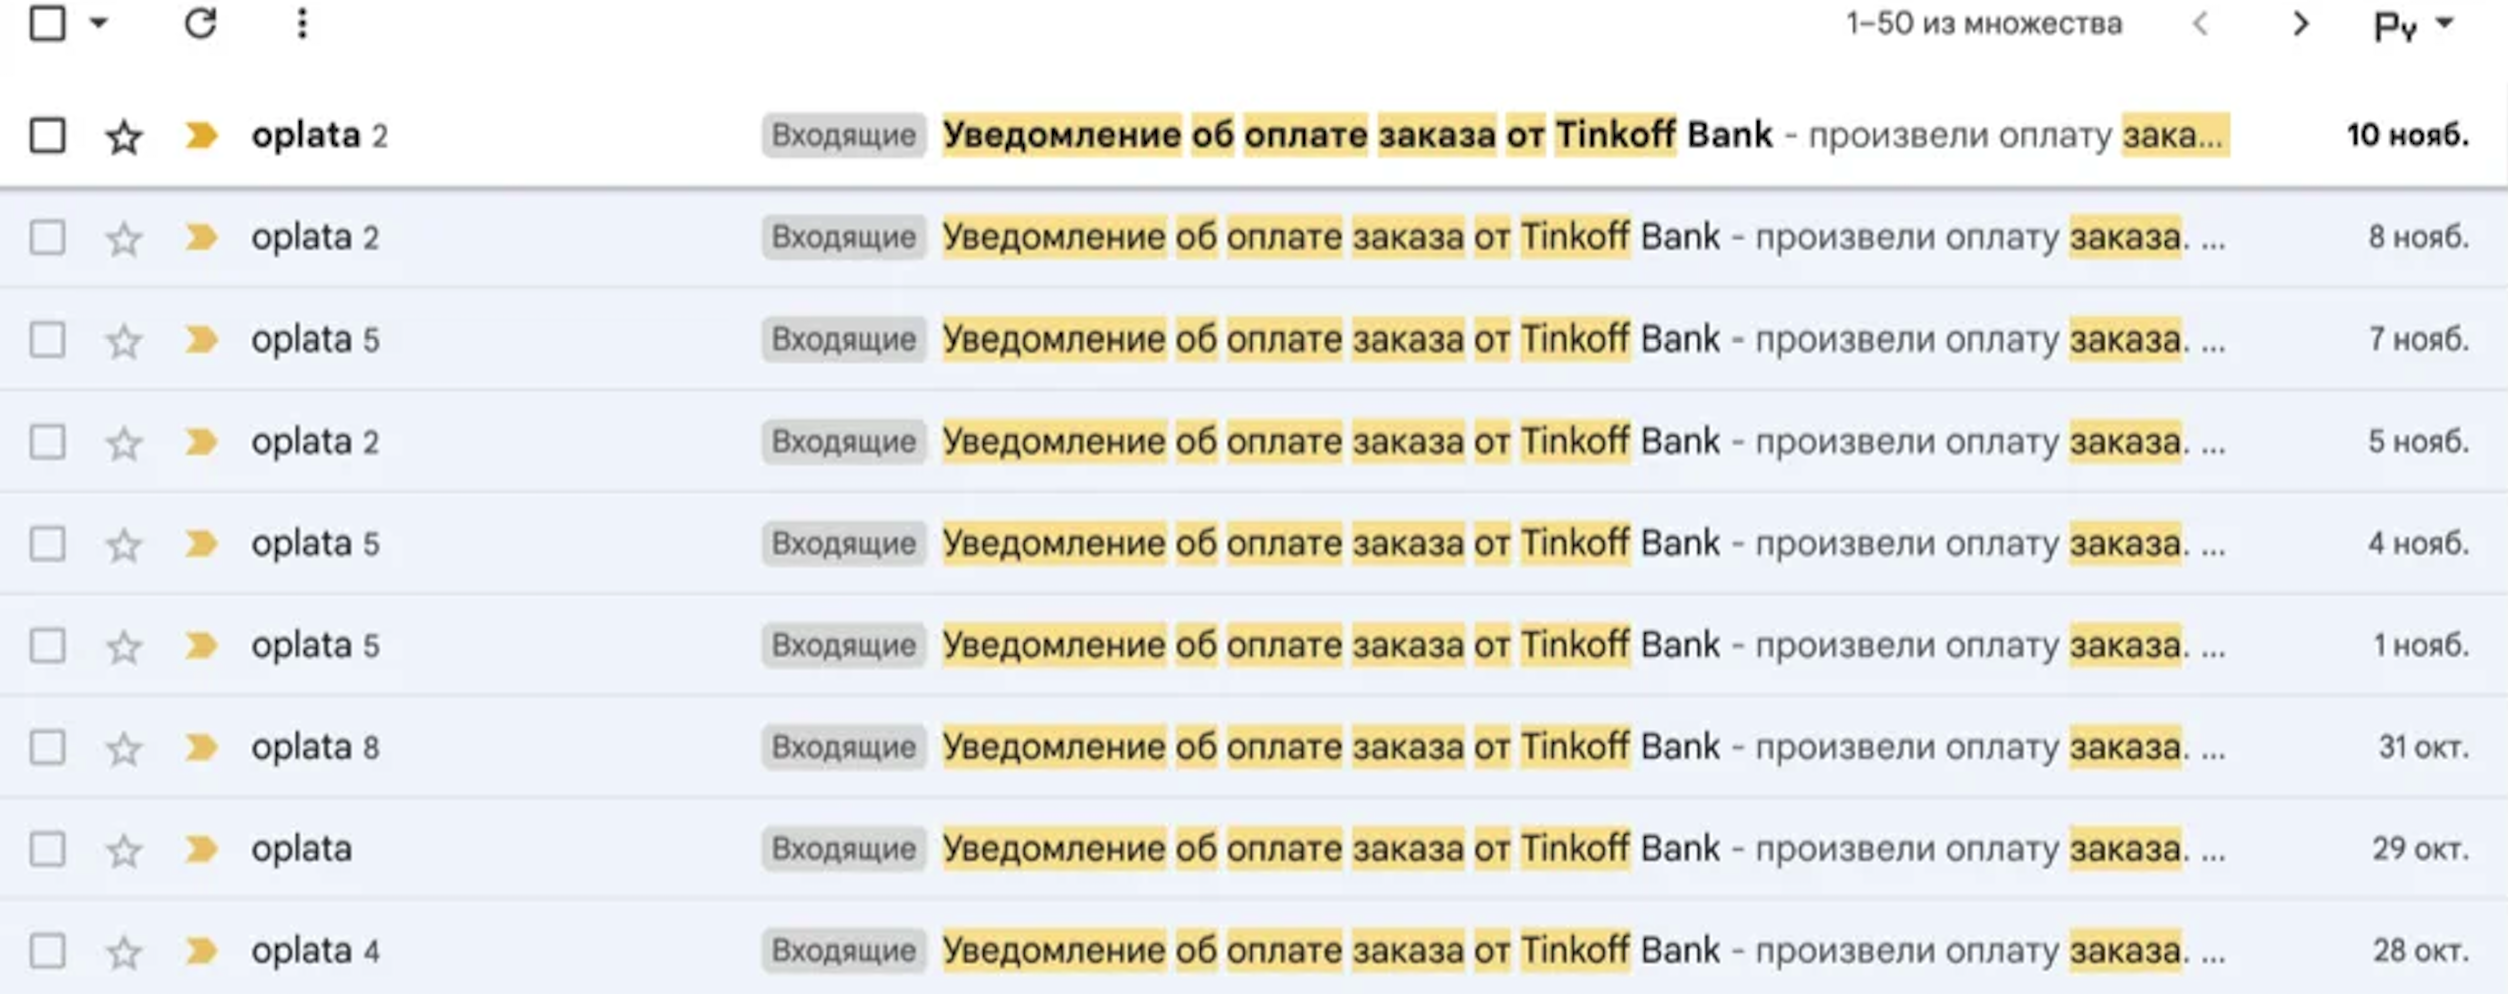 1–50 из множества Ру
oplata 2 Входящие Уведомление об оплате заказа от Tinkoff Bank - произвели оплату зака... 10 нояб.
oplata 2 Входящие Уведомление об оплате заказа от Tinkoff Bank - произвели оплату заказа. ... 8 нояб.
oplata 5 Входящие Уведомление об оплате заказа от Tinkoff Bank - произвели оплату заказа. ... 7 нояб.
oplata 2 Входящие Уведомление об оплате заказа от Tinkoff Bank - произвели оплату заказа. ... 5 нояб.
oplata 5 Входящие Уведомление об оплате заказа от Tinkoff Bank - произвели оплату заказа. ... 4 нояб.
oplata 5 Входящие Уведомление об оплате заказа от Tinkoff Bank - произвели оплату заказа. ... 1 нояб.
oplata 8 Входящие Уведомление об оплате заказа от Tinkoff Bank - произвели оплату заказа. ... 31 окт.
oplata Входящие Уведомление об оплате заказа от Tinkoff Bank - произвели оплату заказа. ... 29 окт.
oplata 4 Входящие Уведомление об оплате заказа от Tinkoff Bank - произвели оплату заказа. ... 28 окт.